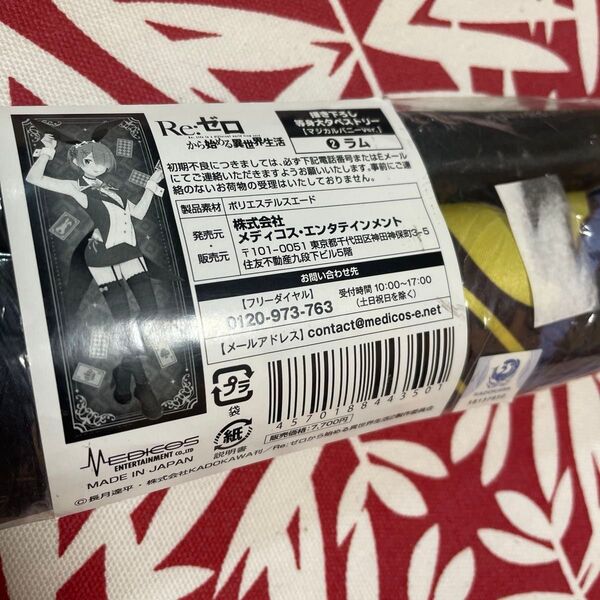 Re:ゼロ
Re: Life in a different world from zero
から始める異世界生活
描き下ろし
等身大タペストリー
【マジカルバニーVer.】
❷ラム
初期不良につきましては、必ず下記電話番号またはEメール
にてご連絡いただきますようお願いいたします。事前にご連
絡のないお荷物の受理はいたしておりません。
製品素材 ポリエステルスエード
発売元・販売元
株式会社
メディコス・エンタテインメント
〒101-0051 東京都千代田区神田神保町3-5
住友不動産九段下ビル5階
お問い合わせ先
【フリーダイヤル】 受付時間 10:00〜17:00
0120-973-763 (土日祝日を除く)
【メールアドレス】contact@medicos-e.net
プラ
袋
紙
説明書
4570188443501
販売価格:7,700円
MEDICOS
ENTERTAINMENT CO.,LTD
MADE IN JAPAN
©長月達平・株式会社KADOKAWA刊/Re:ゼロから始める異世界生活2製作委員会
KADOKAWA